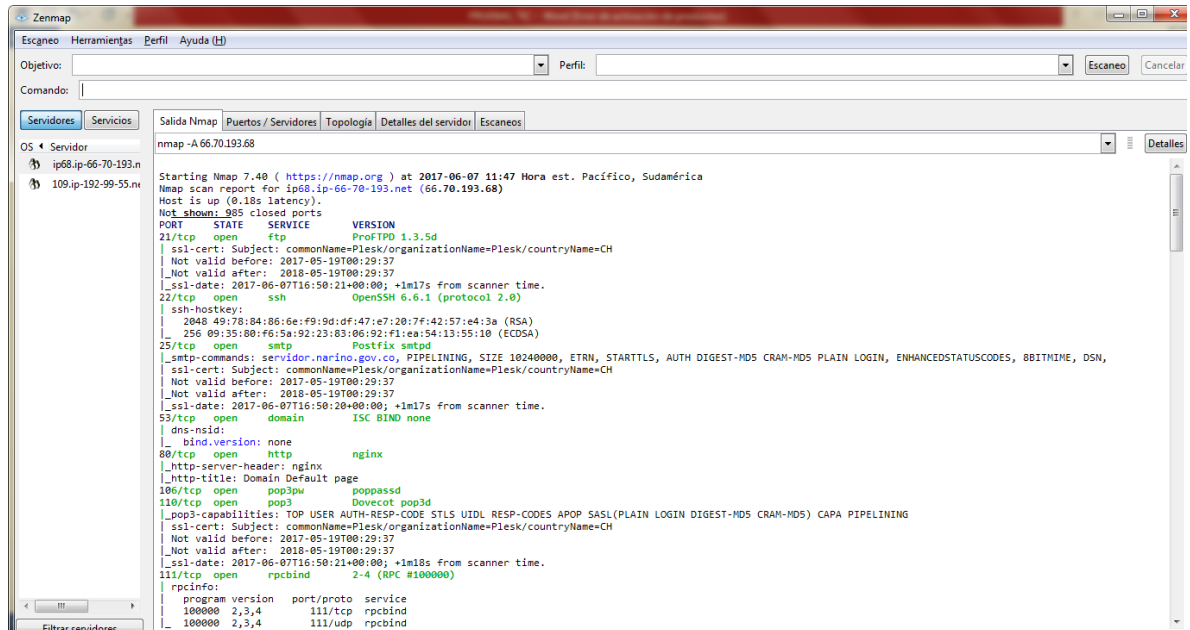 Zenmap
Escaneo Herramientas Perfil Ayuda (H)
Objetivo: Perfil: Escaneo Cancelar
Comando:
Servidores Servicios
Salida Nmap Puertos / Servidores Topología Detalles del servidor Escaneos
OS Servidor
nmap -A 66.70.193.68 Detalles
ip68.ip-66-70-193.n
109.ip-192-99-55.ne
Starting Nmap 7.40 ( https://nmap.org ) at 2017-06-07 11:47 Hora est. Pacífico, Sudamérica
Nmap scan report for ip68.ip-66-70-193.net (66.70.193.68)
Host is up (0.18s latency).
Not shown: 985 closed ports
PORT STATE SERVICE VERSION
21/tcp open ftp ProFTPD 1.3.5d
| ssl-cert: Subject: commonName=Plesk/organizationName=Plesk/countryName=CH
| Not valid before: 2017-05-19T00:29:37
|_Not valid after: 2018-05-19T00:29:37
|_ssl-date: 2017-06-07T16:50:21+00:00; +1m17s from scanner time.
22/tcp open ssh OpenSSH 6.6.1 (protocol 2.0)
| ssh-hostkey:
| 2048 49:78:84:86:6e:f9:9d:df:47:e7:20:7f:42:57:e4:3a (RSA)
|_ 256 09:35:80:f6:5a:92:23:83:06:92:f1:ea:54:13:55:10 (ECDSA)
25/tcp open smtp Postfix smtpd
|_smtp-commands: servidor.narino.gov.co, PIPELINING, SIZE 10240000, ETRN, STARTTLS, AUTH DIGEST-MD5 CRAM-MD5 PLAIN LOGIN, ENHANCEDSTATUSCODES, 8BITMIME, DSN,
| ssl-cert: Subject: commonName=Plesk/organizationName=Plesk/countryName=CH
| Not valid before: 2017-05-19T00:29:37
|_Not valid after: 2018-05-19T00:29:37
|_ssl-date: 2017-06-07T16:50:20+00:00; +1m17s from scanner time.
53/tcp open domain ISC BIND none
| dns-nsid:
|_ bind.version: none
80/tcp open http nginx
|_http-server-header: nginx
|_http-title: Domain Default page
106/tcp open pop3pw poppassd
110/tcp open pop3 Dovecot pop3d
|_pop3-capabilities: TOP USER AUTH-RESP-CODE STLS UIDL RESP-CODES APOP SASL(PLAIN LOGIN DIGEST-MD5 CRAM-MD5) CAPA PIPELINING
| ssl-cert: Subject: commonName=Plesk/organizationName=Plesk/countryName=CH
| Not valid before: 2017-05-19T00:29:37
|_Not valid after: 2018-05-19T00:29:37
|_ssl-date: 2017-06-07T16:50:21+00:00; +1m18s from scanner time.
111/tcp open rpcbind 2-4 (RPC #100000)
| rpcinfo:
| program version port/proto service
| 100000 2,3,4 111/tcp rpcbind
|_ 100000 2,3,4 111/udp rpcbind
Filtrar servidores